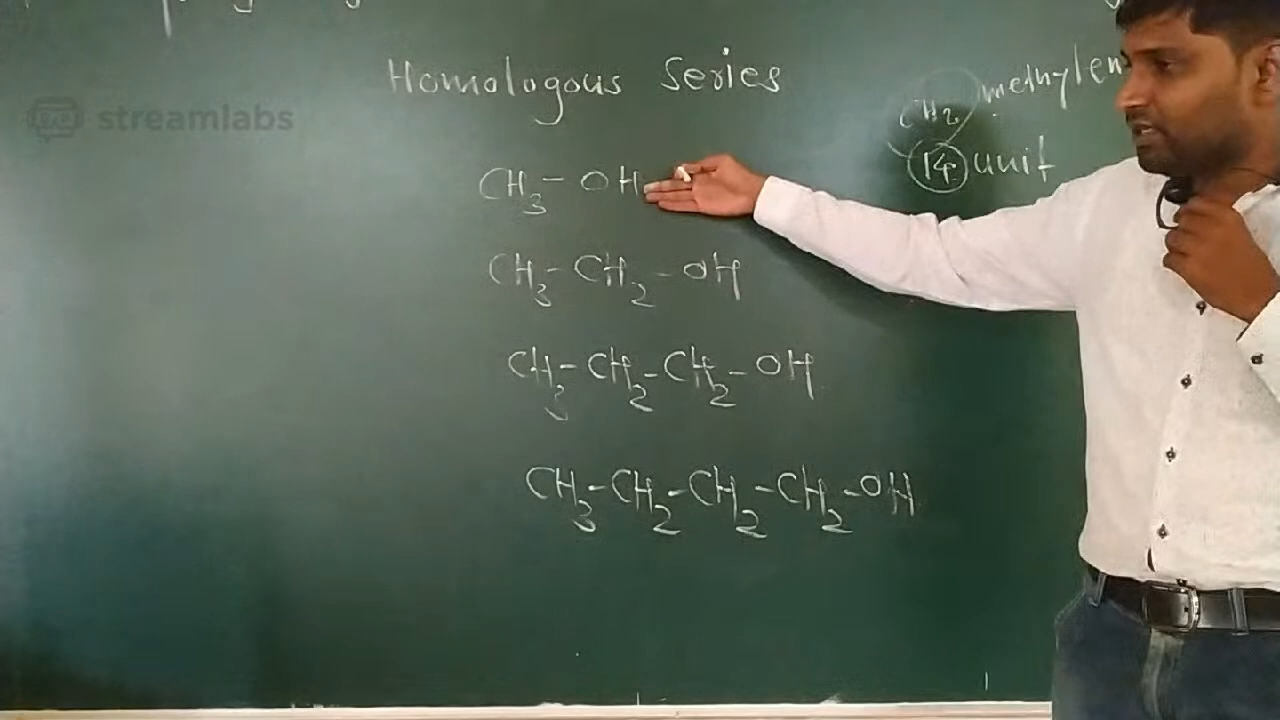 Homologous Series
streamlabs
CH2 methylen
14 unit
CH3 - OH
CH3 - CH2 - OH
CH3 - CH2 - CH2 - OH
CH3 - CH2 - CH2 - CH2 - OH